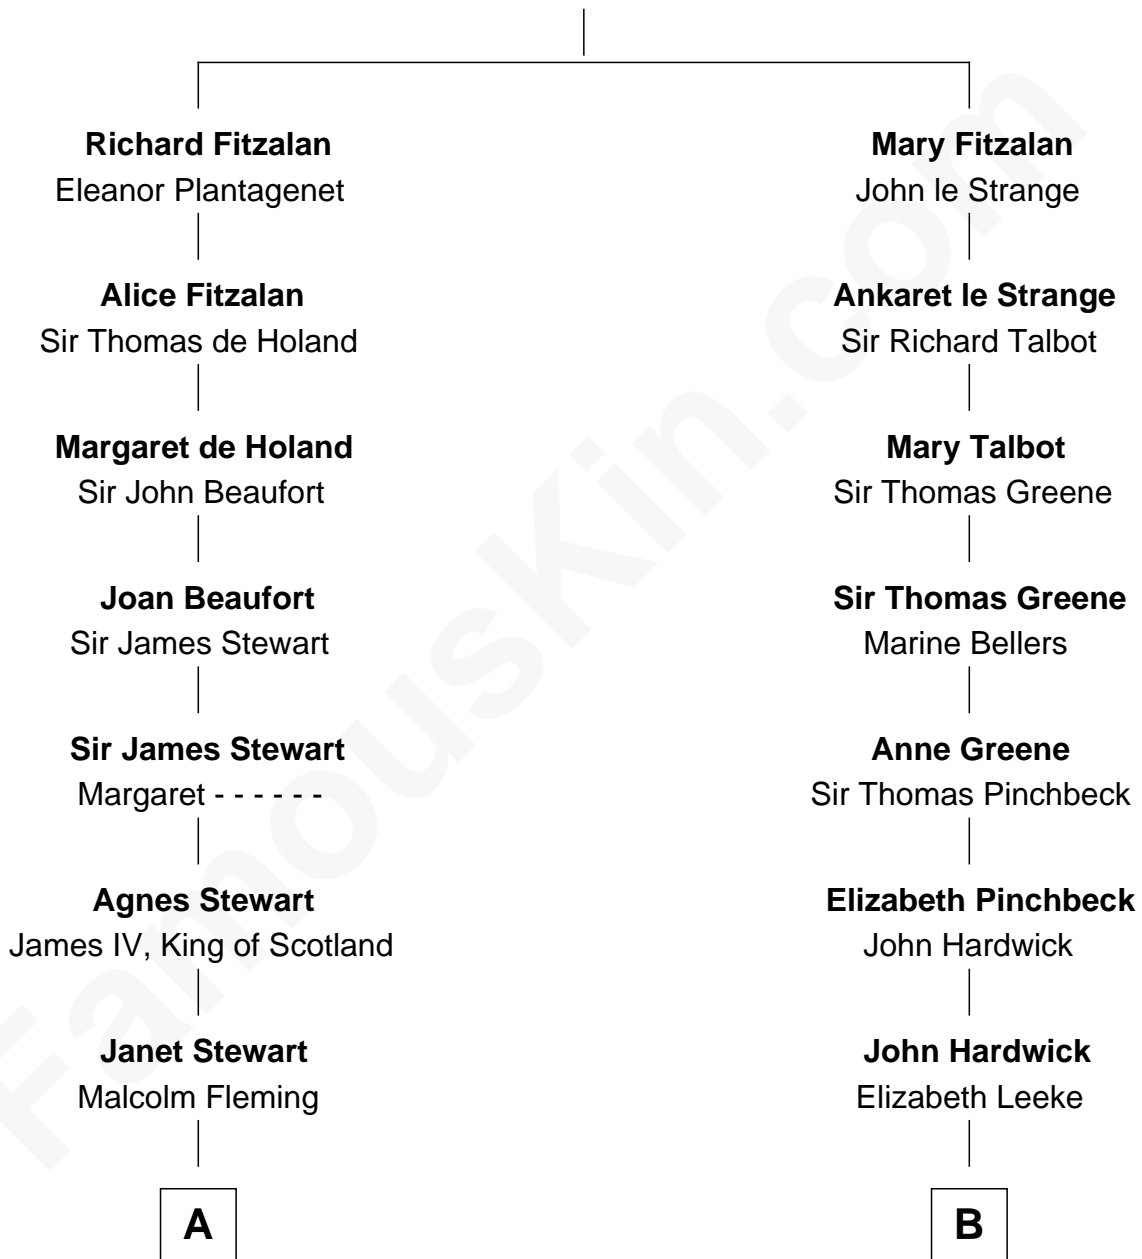 Richard Fitzalan
Eleanor Plantagenet
Alice Fitzalan
Sir Thomas de Holand
Margaret de Holand
Sir John Beaufort
Joan Beaufort
Sir James Stewart
Sir James Stewart
Margaret - - - - - -
Agnes Stewart
James IV, King of Scotland
Janet Stewart
Malcolm Fleming
A
Mary Fitzalan
John le Strange
Ankaret le Strange
Sir Richard Talbot
Mary Talbot
Sir Thomas Greene
Sir Thomas Greene
Marine Bellers
Anne Greene
Sir Thomas Pinchbeck
Elizabeth Pinchbeck
John Hardwick
John Hardwick
Elizabeth Leeke
B
FamousKin.com